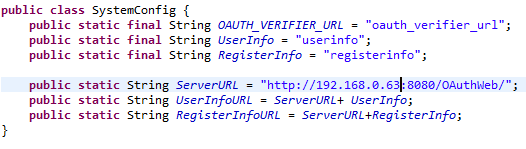 public class SystemConfig {
public static final String OAUTH_VERIFIER_URL = "oauth_verifier_url";
public static final String UserInfo = "userinfo";
public static final String RegisterInfo = "registerinfo";
public static String ServerURL = "http://192.168.0.63:8080/OAuthWeb/";
public static String UserInfoURL = ServerURL+ UserInfo;
public static String RegisterInfoURL = ServerURL+RegisterInfo;
}